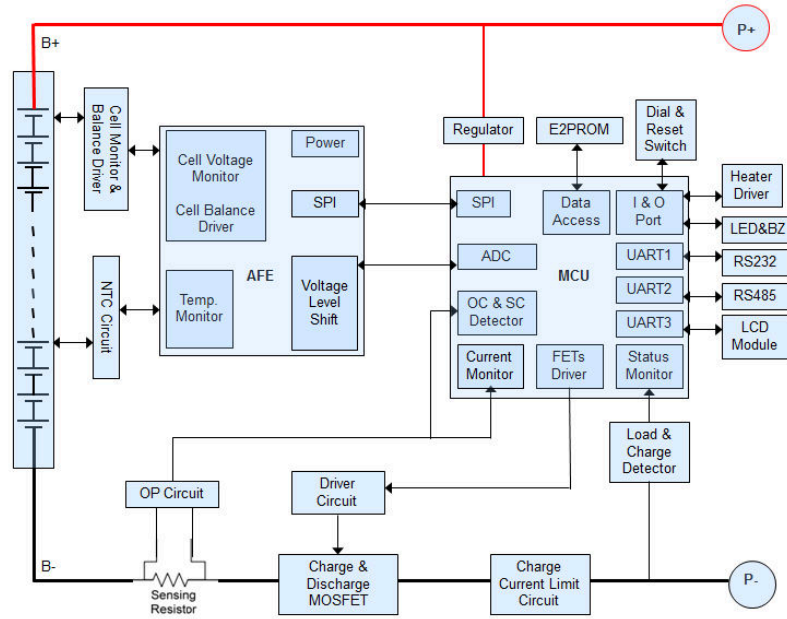 B+
P+
Cell Monitor &
Balance Driver
Regulator
E2PROM
Dial &
Reset
Switch
Power
Cell Voltage
Monitor
Cell Balance
Driver
SPI
SPI
Data
Access
I & O
Port
Heater
Driver
LED&BZ
AFE
ADC
MCU
UART1
RS232
NTC Circuit
Temp.
Monitor
Voltage
Level
Shift
OC & SC
Detector
UART2
RS485
UART3
LCD
Module
Current
Monitor
FETs
Driver
Status
Monitor
Load &
Charge
Detector
OP Circuit
Driver
Circuit
B-
Sensing
Resistor
Charge &
Discharge
MOSFET
Charge
Current Limit
Circuit
P-